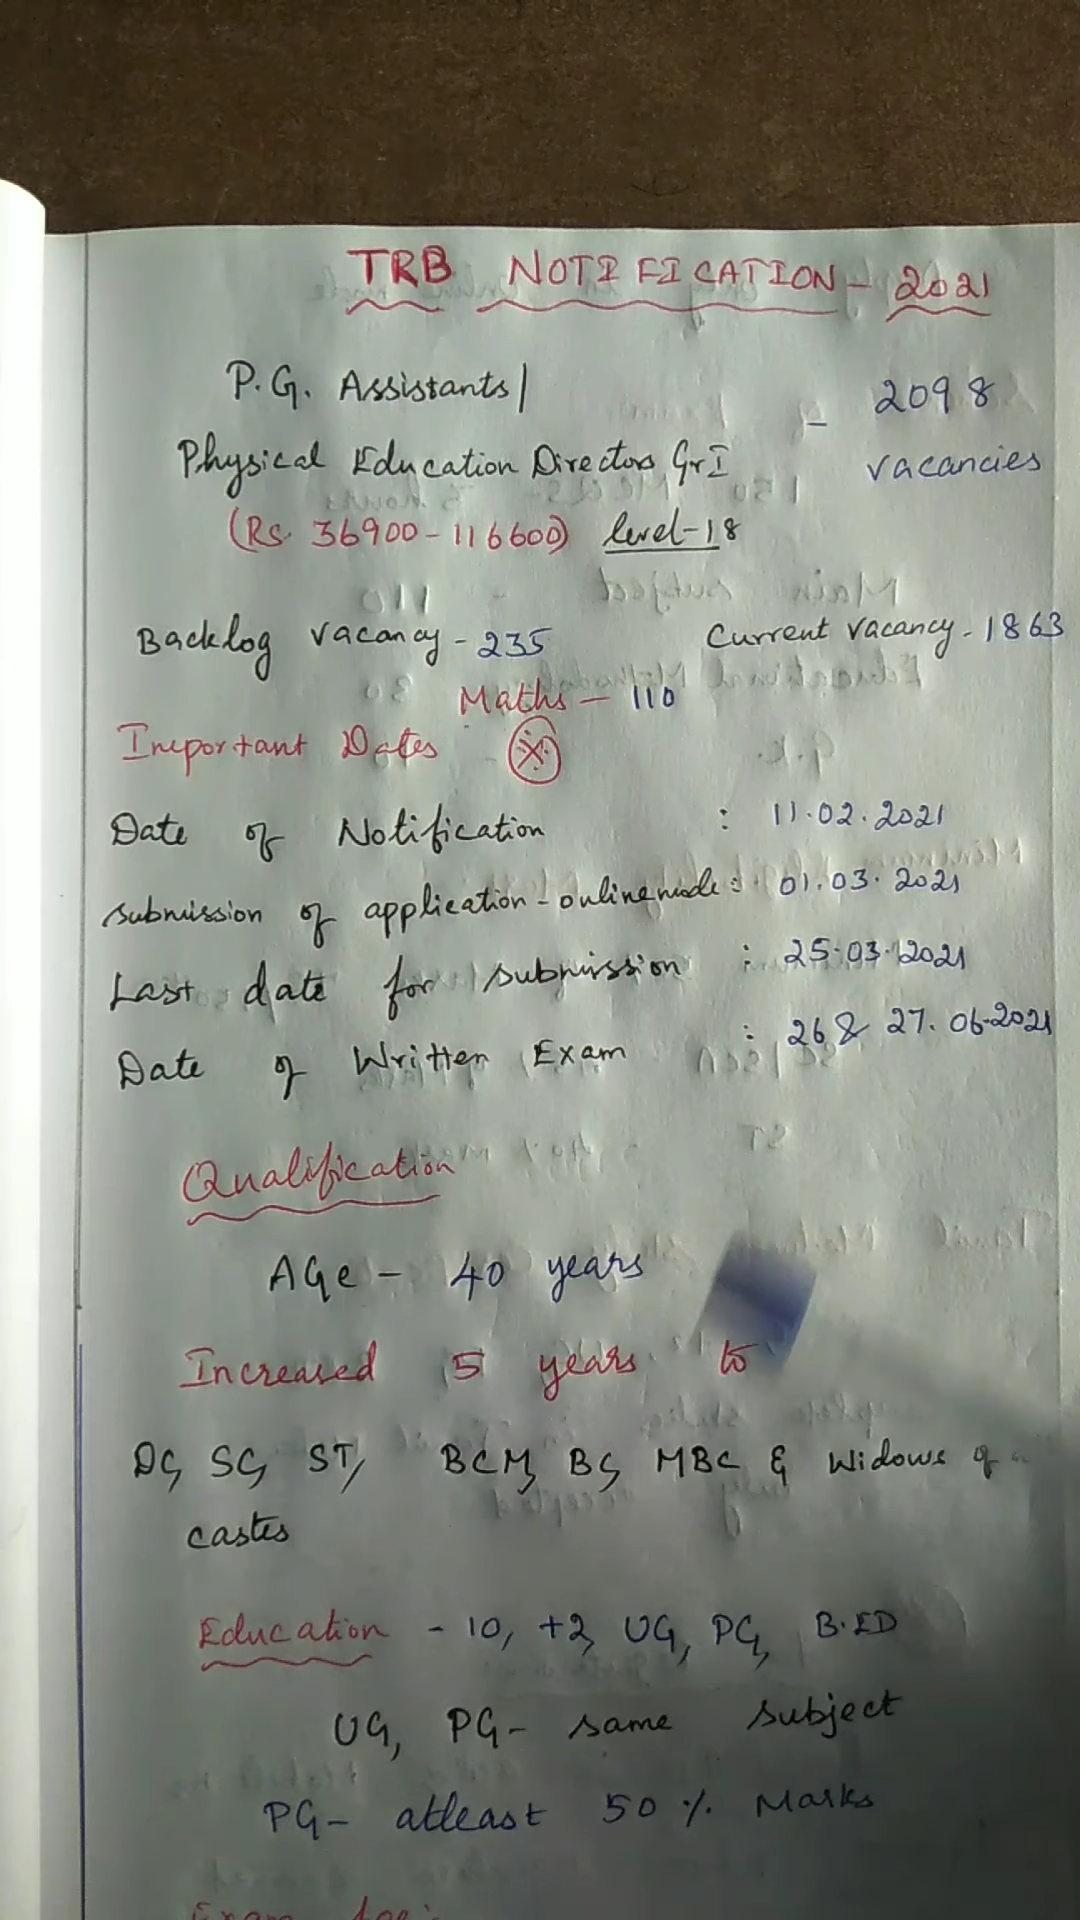 TRB NOTIFICATION - 2021
P.G. Assistants/
Physical Education Directors Gr I - 2098 vacancies
(Rs. 36900 - 116600) level-18
Backlog vacancy - 235 Current vacancy - 1863
Maths - 110
Important Dates
Date of Notification : 11.02.2021
submission of application - online mode : 01.03.2021
Last date for submission : 25.03.2021
Date of Written Exam : 26 & 27.06.2021
Qualification
AGe - 40 years
Increased 5 years to
DC, SC, ST, BCM, BC, MBC & Widows of
castes
Education - 10, +2, UG, PG, B.ED
UG, PG - same subject
PG - atleast 50 % Marks
Exam fee: